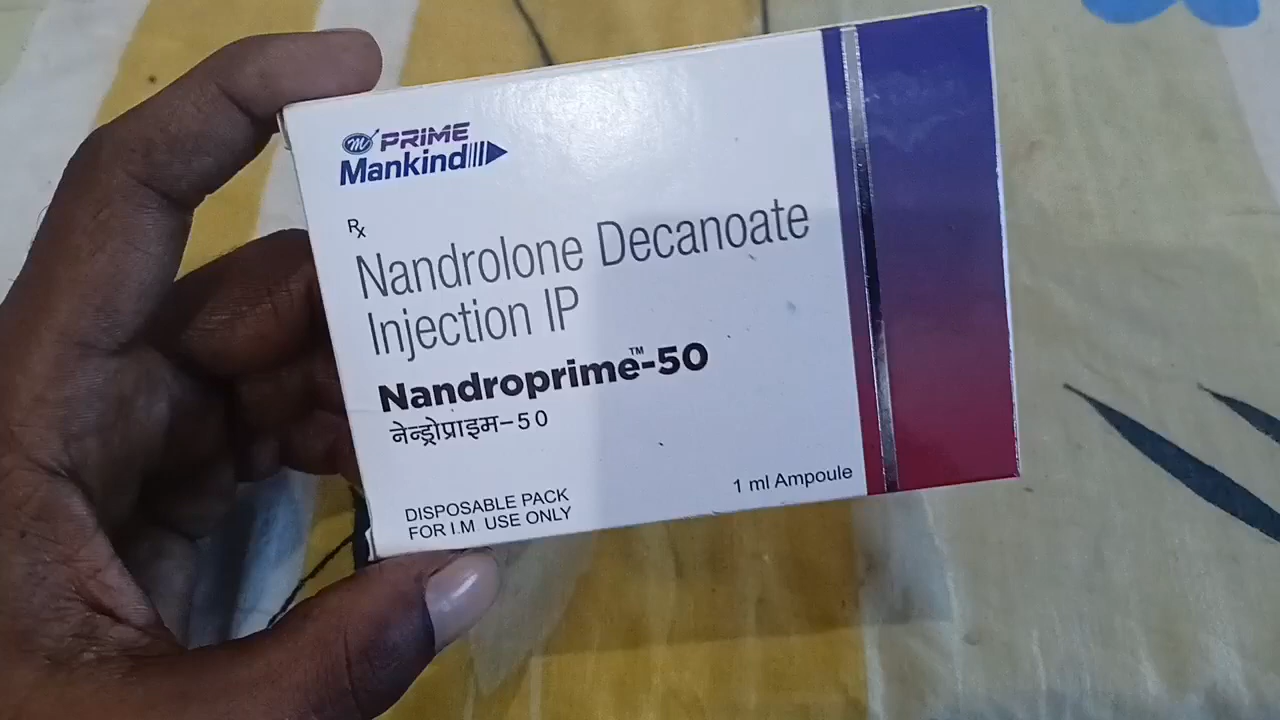 m PRIME
Mankind
Rx
Nandrolone Decanoate
Injection IP
Nandroprime™-50
नेन्ड्रोप्राइम-50
DISPOSABLE PACK
FOR I.M USE ONLY
1 ml Ampoule